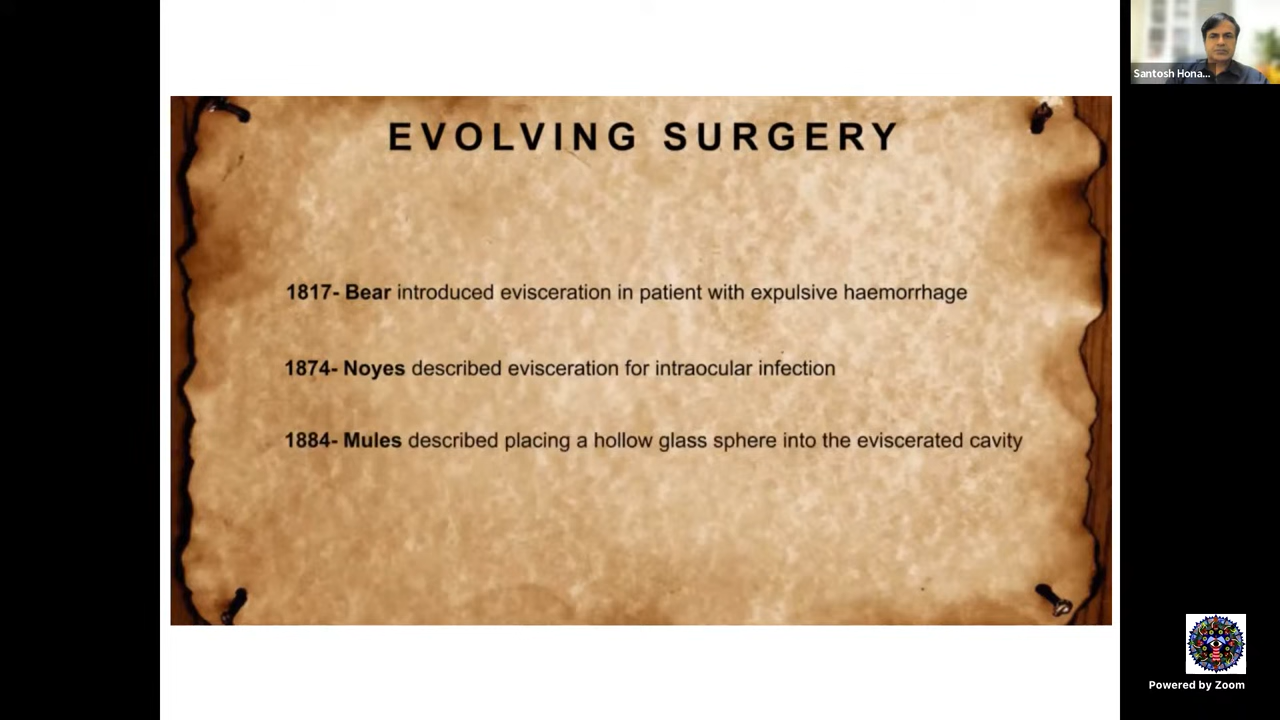 Santosh Hona...
EVOLVING SURGERY
1817- Bear introduced evisceration in patient with expulsive haemorrhage
1874- Noyes described evisceration for intraocular infection
1884- Mules described placing a hollow glass sphere into the eviscerated cavity
Powered by Zoom